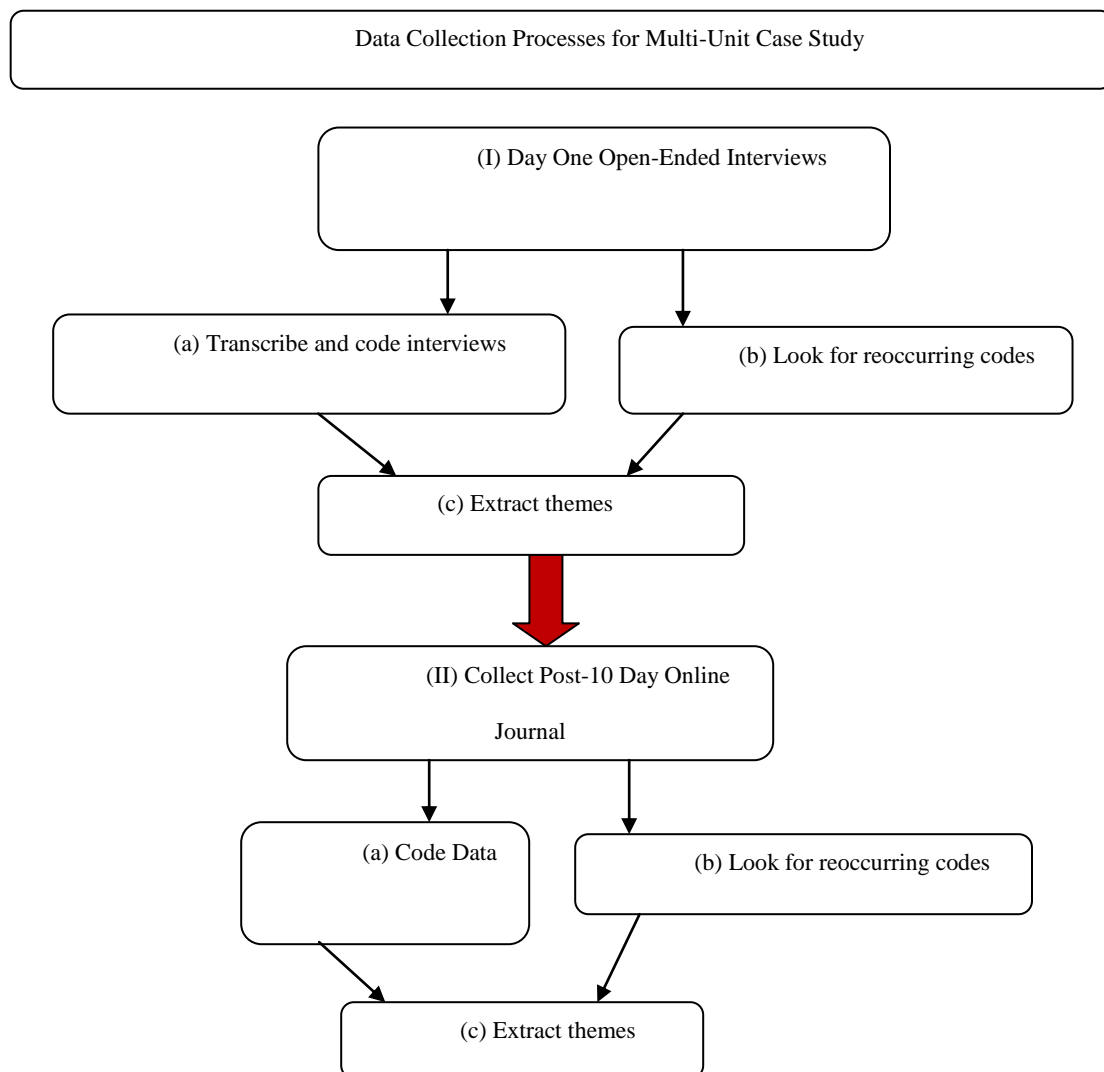 Data Collection Processes for Multi-Unit Case Study
(I) Day One Open-Ended Interviews
(a) Transcribe and code interviews
(b) Look for reoccurring codes
(c) Extract themes
(II) Collect Post-10 Day Online
Journal
(a) Code Data
(b) Look for reoccurring codes
(c) Extract themes